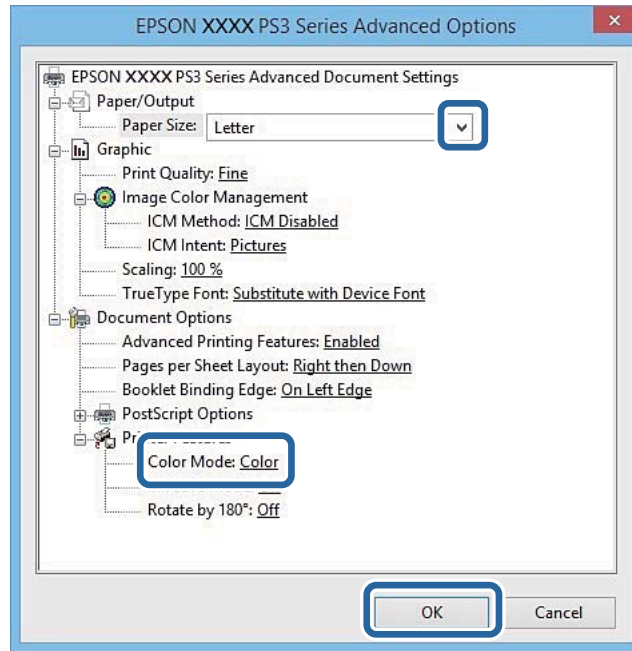 EPSON XXXX PS3 Series Advanced Options
EPSON XXXX PS3 Series Advanced Document Settings
Paper/Output
Paper Size: Letter
Graphic
Print Quality: Fine
Image Color Management
ICM Method: ICM Disabled
ICM Intent: Pictures
Scaling: 100 %
TrueType Font: Substitute with Device Font
Document Options
Advanced Printing Features: Enabled
Pages per Sheet Layout: Right then Down
Booklet Binding Edge: On Left Edge
PostScript Options
Color Mode: Color
Rotate by 180°: Off
OK Cancel